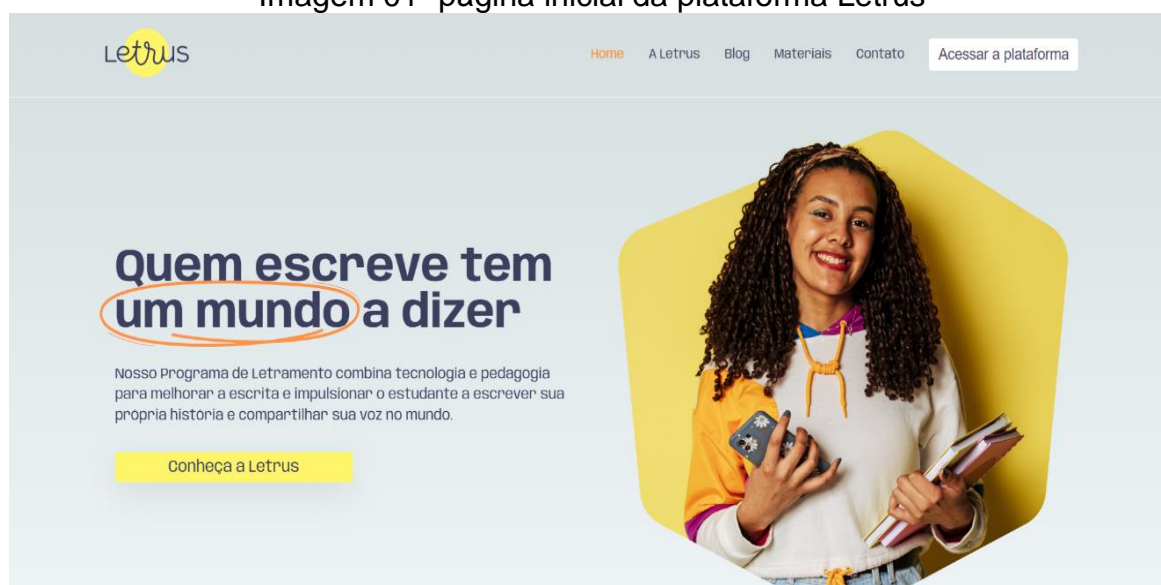 Imagem 01- página inicial da plataforma Letrus
Letrus
Home A Letrus Blog Materiais Contato Acessar a plataforma
Quem escreve tem
um mundo a dizer
Nosso Programa de Letramento combina tecnologia e pedagogia
para melhorar a escrita e impulsionar o estudante a escrever sua
própria história e compartilhar sua voz no mundo.
Conheça a Letrus